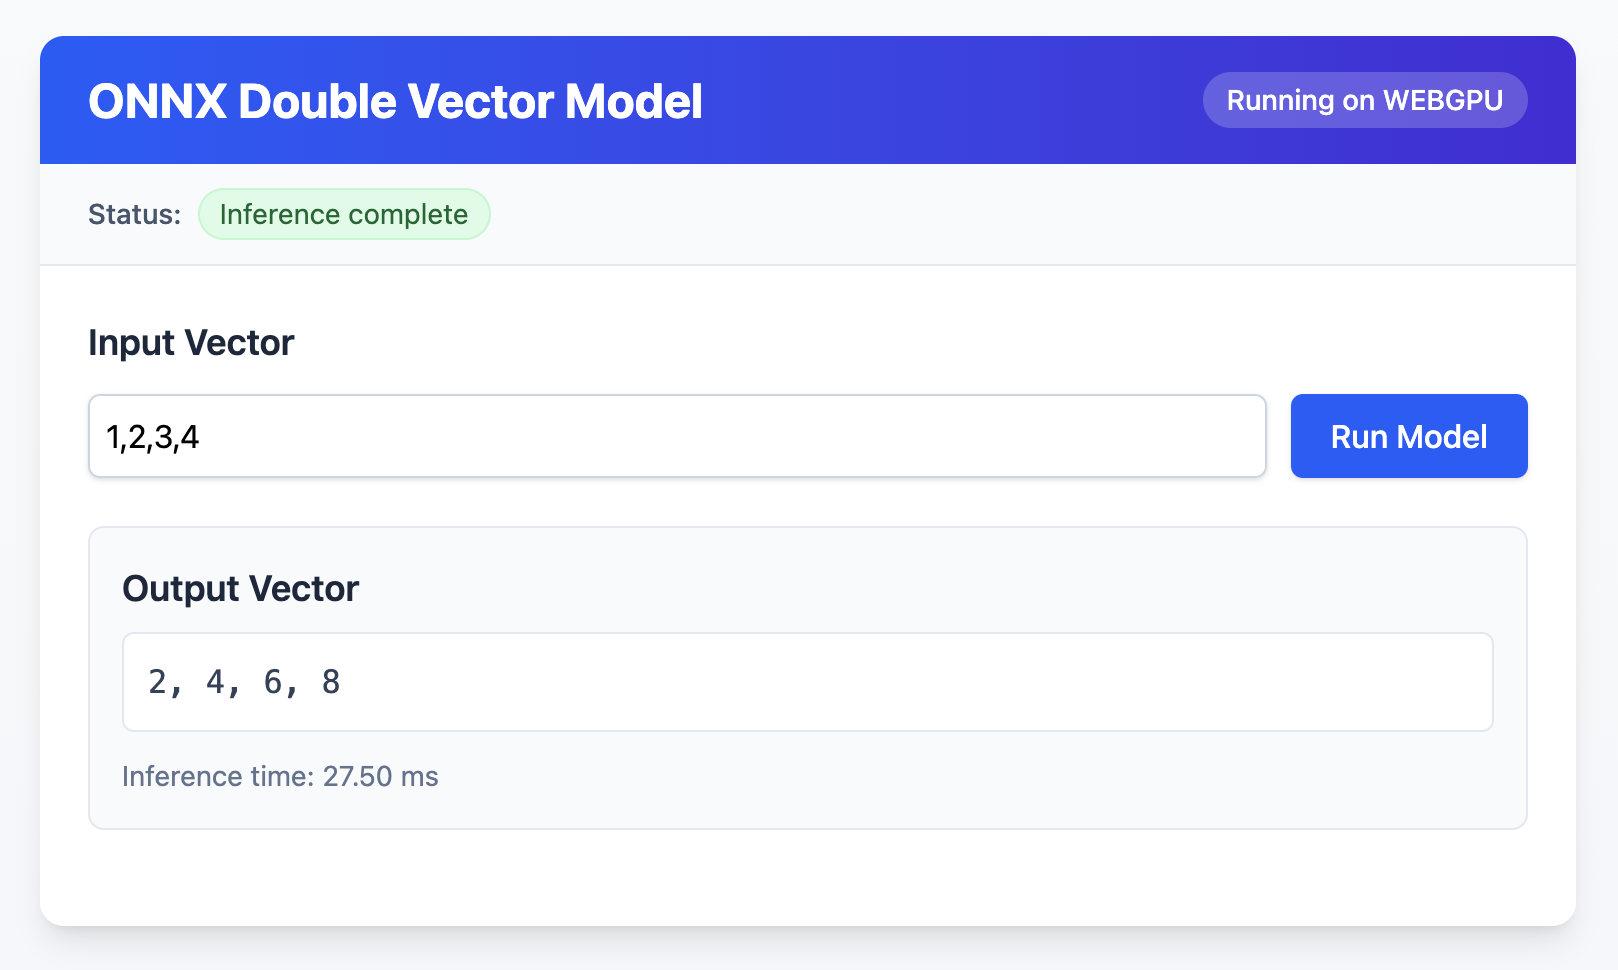 ONNX Double Vector Model
Running on WEBGPU
Status: Inference complete
Input Vector
1,2,3,4
Run Model
Output Vector
2, 4, 6, 8
Inference time: 27.50 ms